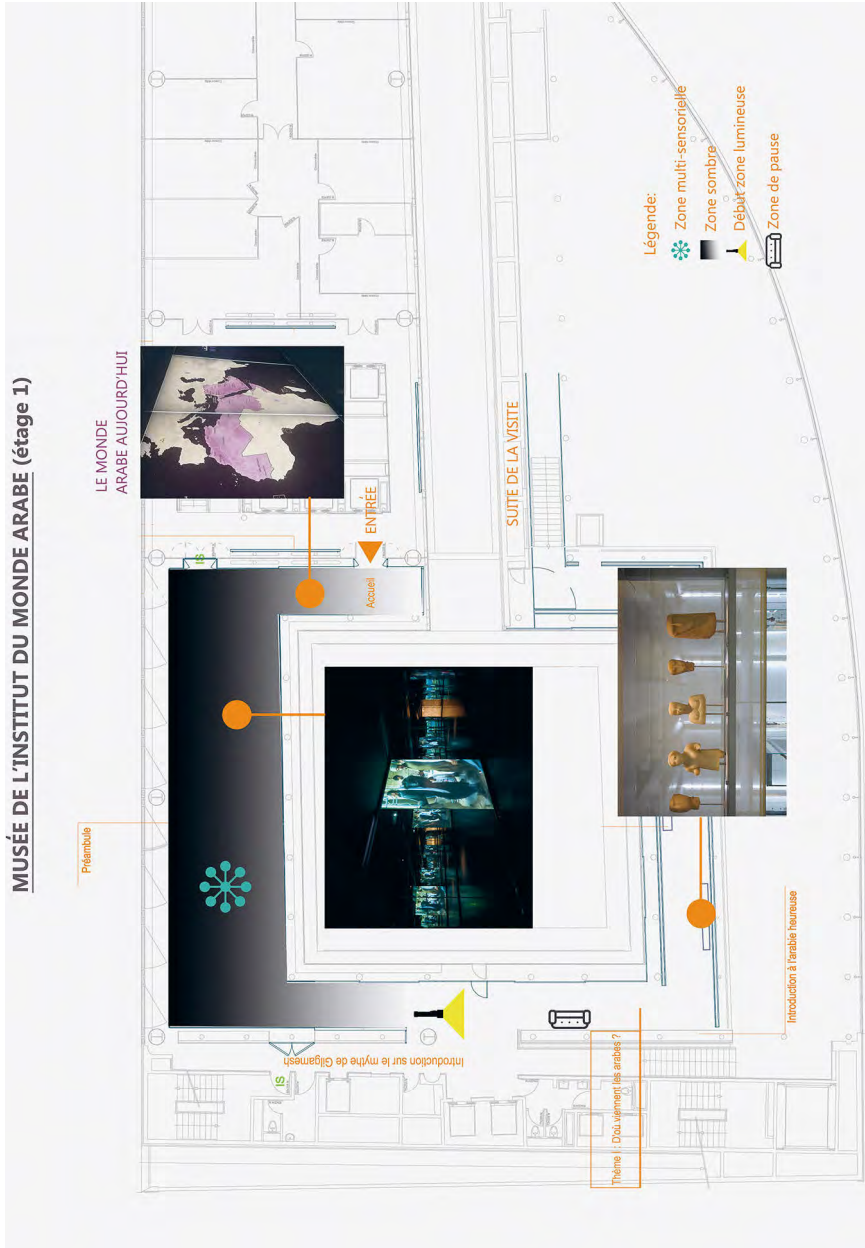 MUSÉE DE L'INSTITUT DU MONDE ARABE (étage 1)
LE MONDE
ARABE AUJOURD'HUI
Préambule
IS
ENTRÉE
Accueil
SUITE DE LA VISITE
Introduction sur le mythe de Gilgamesh
IS
Thème I : D'où viennent les arabes ?
Introduction à l'arabie heureuse
Légende:
Zone multi-sensorielle
Zone sombre
Début zone lumineuse
Zone de pause